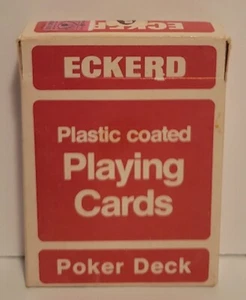 ECKERD
Plastic coated
Playing
Cards
Poker Deck